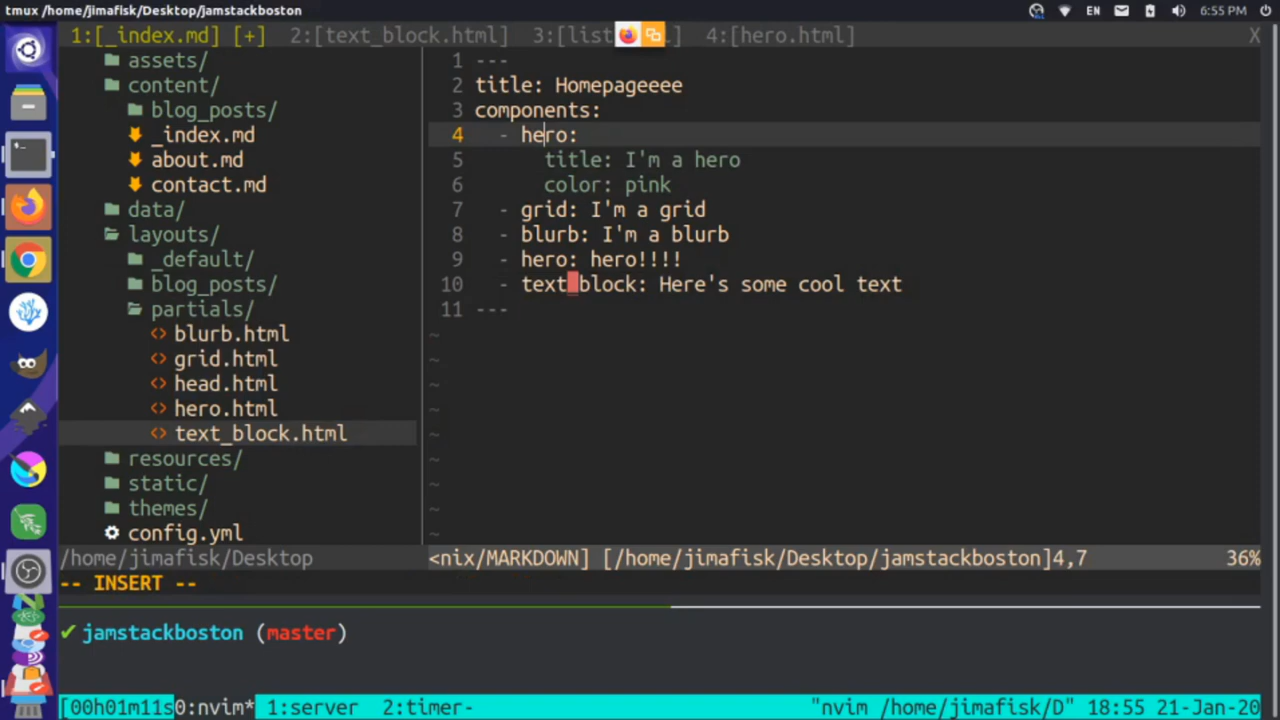 tmux /home/jimafisk/Desktop/jamstackboston
EN
6:55 PM
1:[_index.md] [+] 2:[text_block.html] 3:[list ] 4:[hero.html] X
assets/
content/
blog_posts/
_index.md
about.md
contact.md
data/
layouts/
_default/
blog_posts/
partials/
blurb.html
grid.html
head.html
hero.html
text_block.html
resources/
static/
themes/
config.yml
/home/jimafisk/Desktop
1 ---
2 title: Homepageeee
3 components:
4 - hero:
5 title: I'm a hero
6 color: pink
7 - grid: I'm a grid
8 - blurb: I'm a blurb
9 - hero: hero!!!!
10 - text block: Here's some cool text
11 ---
~
~
~
~
~
~
~
~
~
<nix/MARKDOWN] [/home/jimafisk/Desktop/jamstackboston]4,7 36%
-- INSERT --
✔ jamstackboston (master)
[00h01m11s0:nvim* 1:server 2:timer- "nvim /home/jimafisk/D" 18:55 21-Jan-20